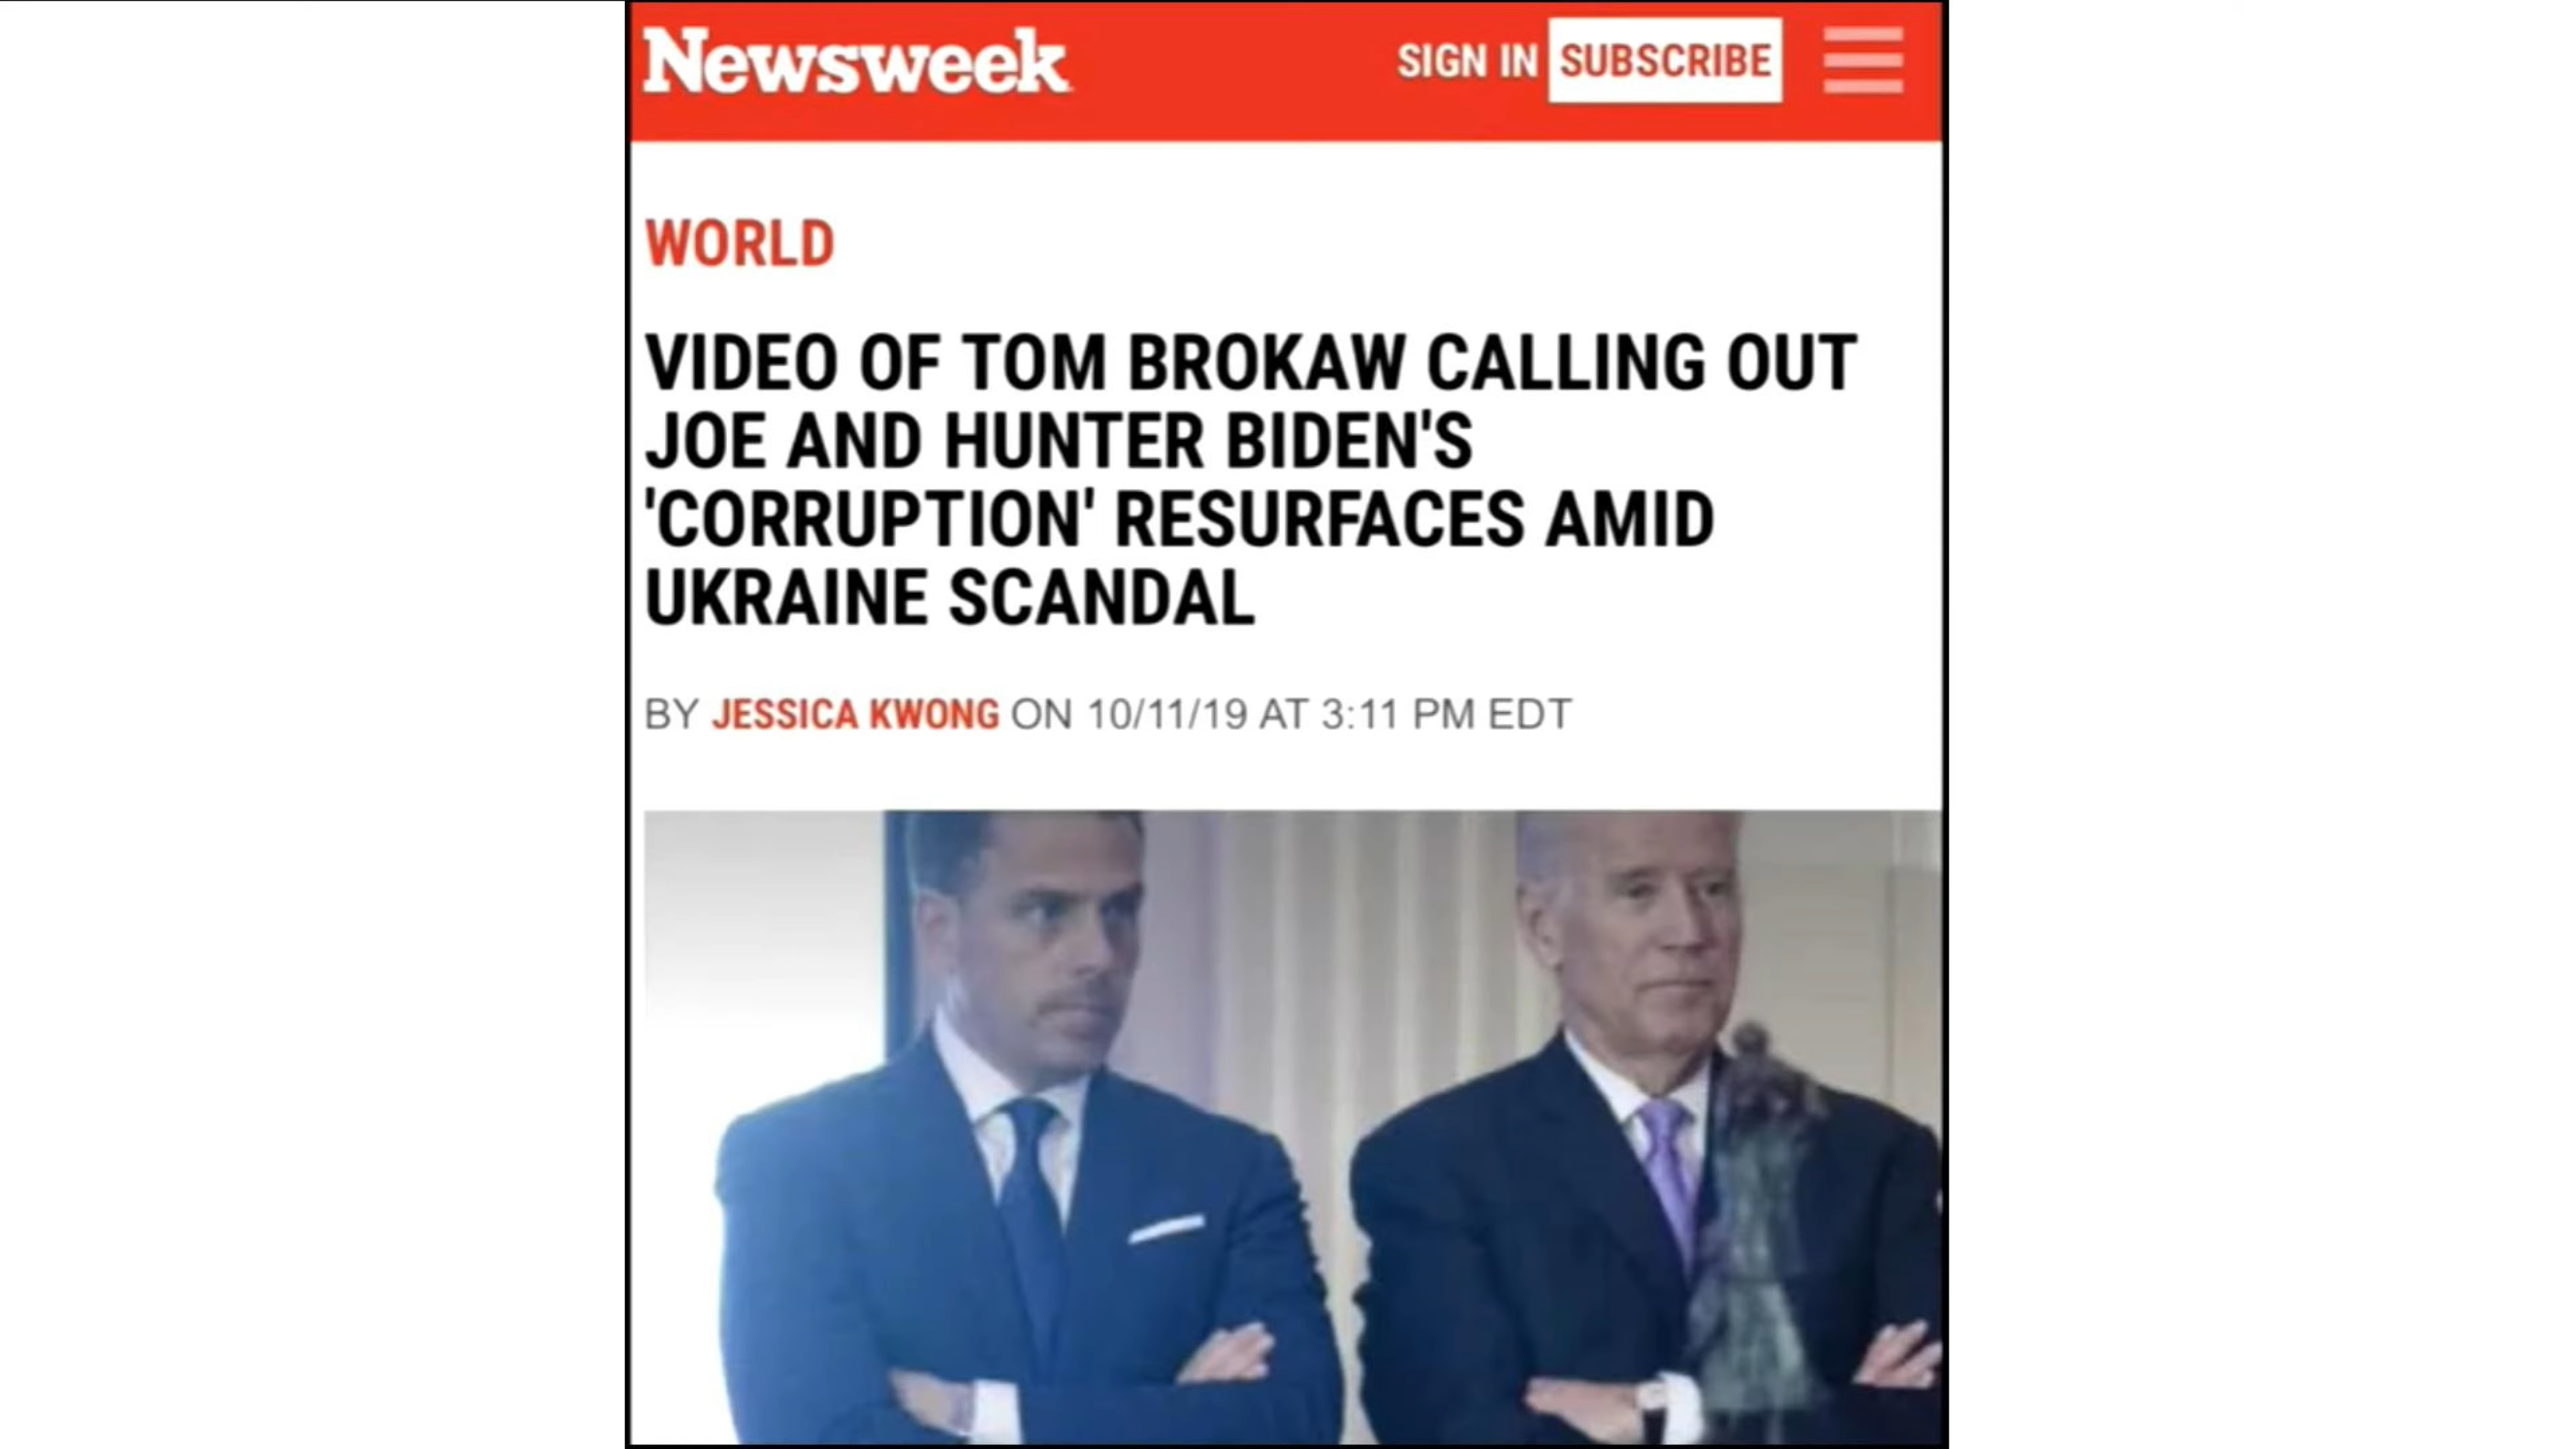 Newsweek
SIGN IN SUBSCRIBE
WORLD
VIDEO OF TOM BROKAW CALLING OUT
JOE AND HUNTER BIDEN'S
'CORRUPTION' RESURFACES AMID
UKRAINE SCANDAL
BY JESSICA KWONG ON 10/11/19 AT 3:11 PM EDT